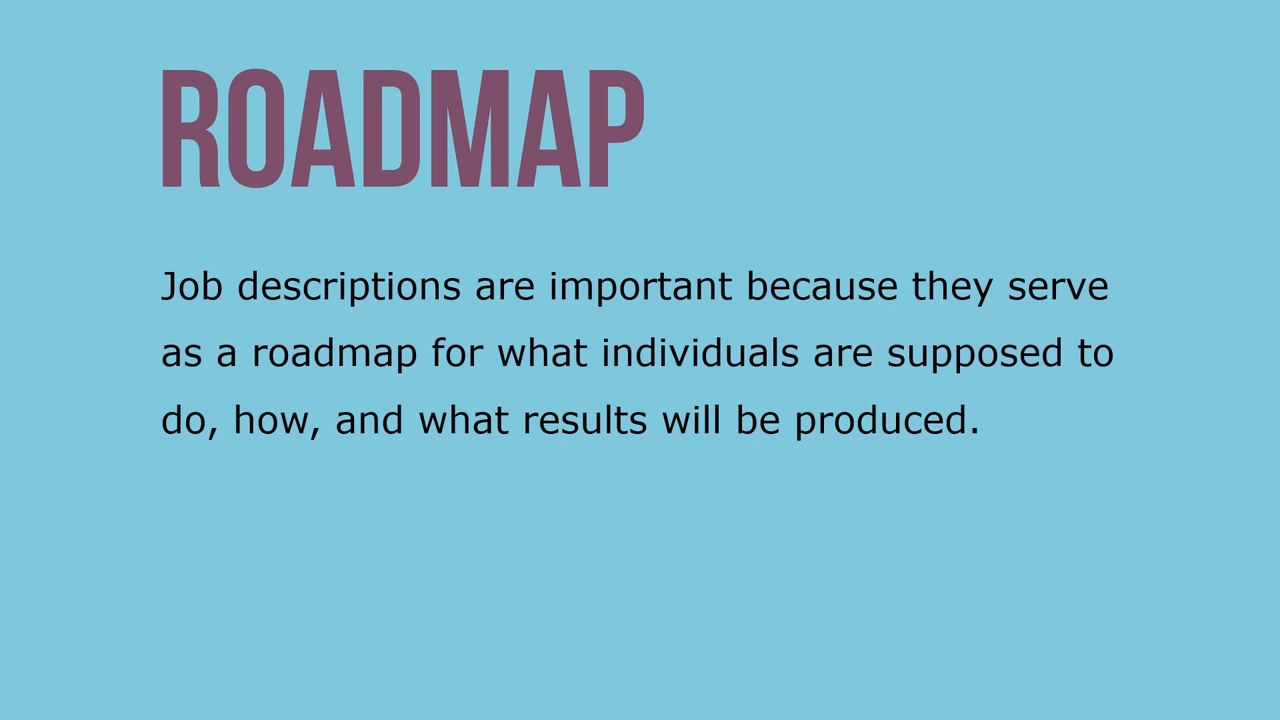 ROADMAP
Job descriptions are important because they serve
as a roadmap for what individuals are supposed to
do, how, and what results will be produced.